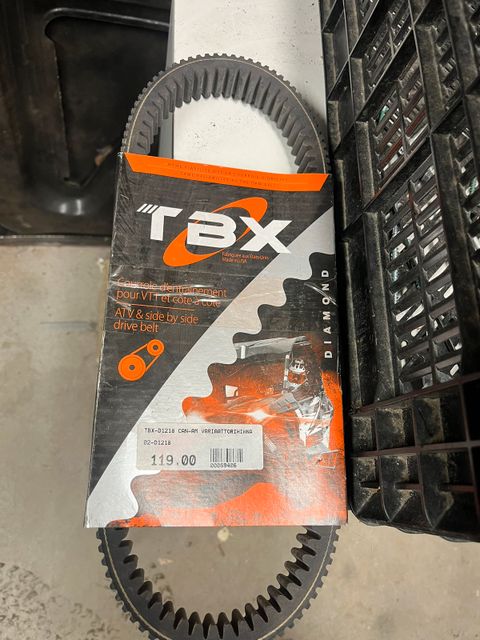 TBX
Fabriquée aux États-Unis
Made in USA
Courroie d'entraînement
pour VTT et côte à côte
ATV & side by side
drive belt
DIAMOND
TBX-D1218 CAN-AM VARIAATTORIHIHNA
02-D1218
119.00
00059406